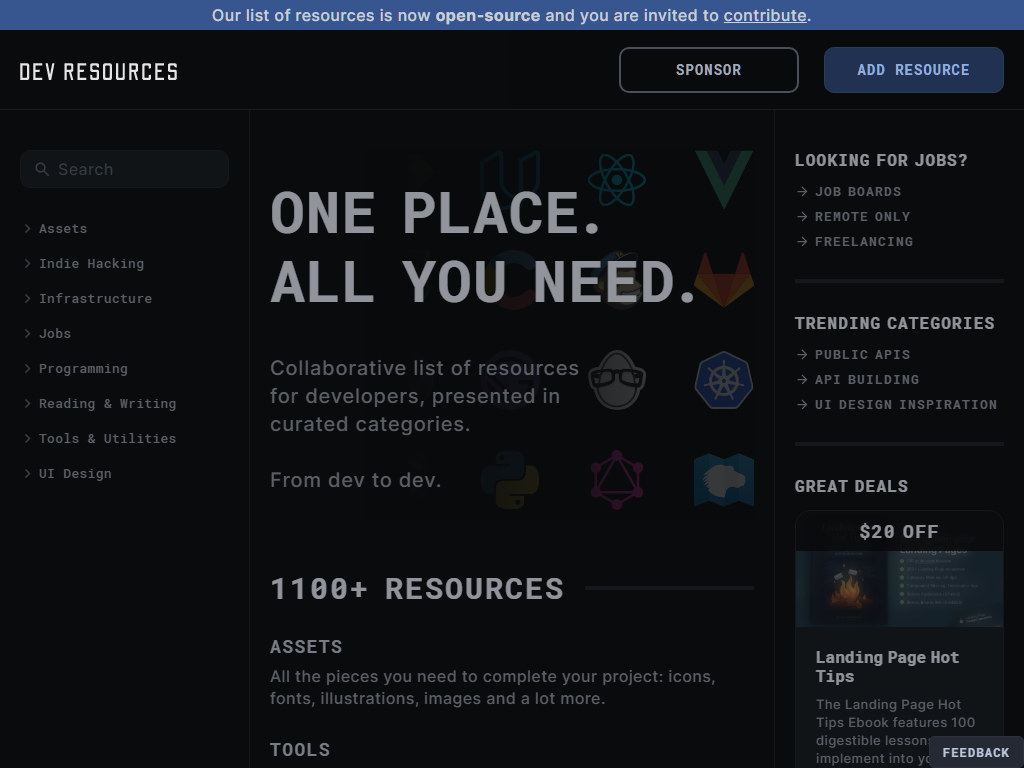 Our list of resources is now open-source and you are invited to contribute.
DEV RESOURCES
SPONSOR
ADD RESOURCE
Search
Assets
Indie Hacking
Infrastructure
Jobs
Programming
Reading & Writing
Tools & Utilities
UI Design
ONE PLACE.
ALL YOU NEED.
Collaborative list of resources
for developers, presented in
curated categories.
From dev to dev.
1100+ RESOURCES
ASSETS
All the pieces you need to complete your project: icons,
fonts, illustrations, images and a lot more.
TOOLS
LOOKING FOR JOBS?
JOB BOARDS
REMOTE ONLY
FREELANCING
TRENDING CATEGORIES
PUBLIC APIS
API BUILDING
UI DESIGN INSPIRATION
GREAT DEALS
$20 OFF
Landing Page Hot
Tips
The Landing Page Hot
Tips Ebook features 100
digestible lessons
implement into
FEEDBACK